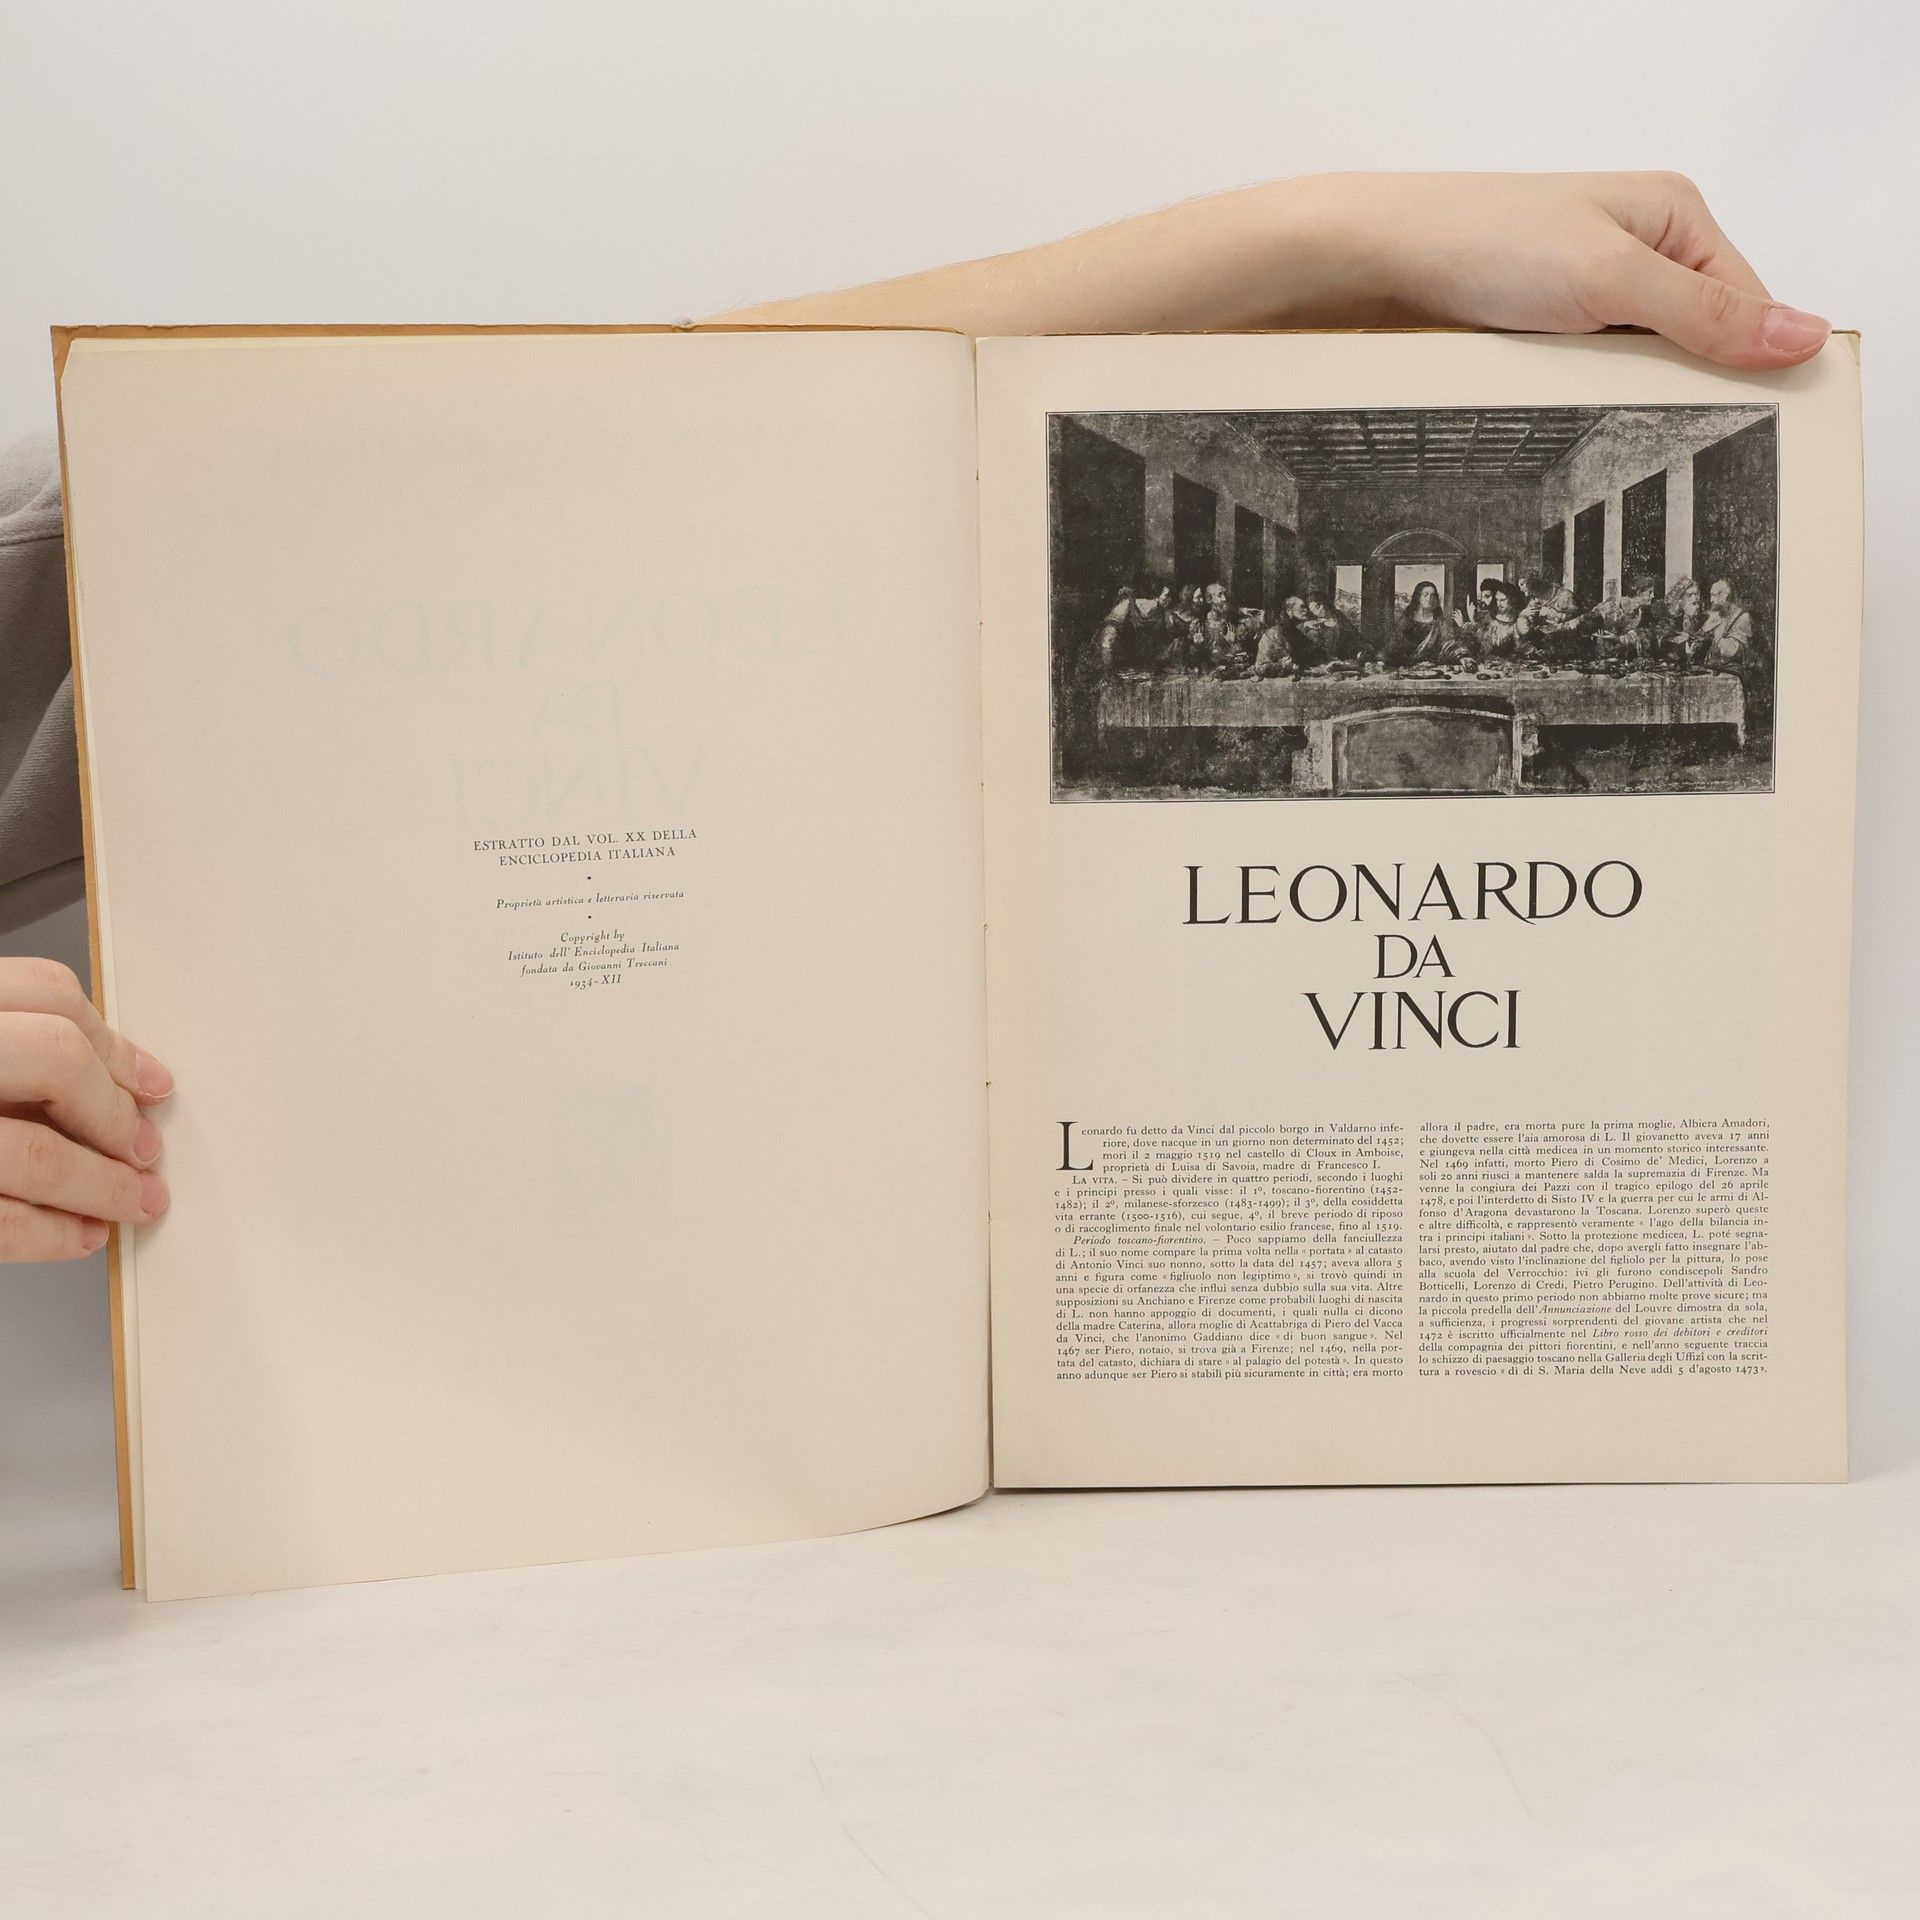 ESTRATTO DAL VOL. XX DELLA
ENCICLOPEDIA ITALIANA
•
Proprietà artistica e letteraria riservata
•
Copyright by
Istituto dell' Enciclopedia Italiana
fondata da Giovanni Treccani
1934-XII
LEONARDO
DA
VINCI
Leonardo fu detto da Vinci dal piccolo borgo in Valdarno infe-
riore, dove nacque in un giorno non determinato del 1452;
morì il 2 maggio 1519 nel castello di Cloux in Amboise,
proprietà di Luisa di Savoia, madre di Francesco I.
LA VITA. – Si può dividere in quattro periodi, secondo i luoghi
e i principi presso i quali visse: il 1º, toscano-fiorentino (1452-
1482); il 2º, milanese-sforzesco (1483-1499); il 3º, della cosiddetta
vita errante (1500-1516), cui segue, 4º, il breve periodo di riposo
o di raccoglimento finale nel volontario esilio francese, fino al 1519.
Periodo toscano-fiorentino. – Poco sappiamo della fanciullezza
di L.; il suo nome compare la prima volta nella « portata » al catasto
di Antonio Vinci suo nonno, sotto la data del 1457; aveva allora 5
anni e figura come « figliuolo non legiptimo », si trovò quindi in
una specie di orfanezza che influì senza dubbio sulla sua vita. Altre
supposizioni su Anchiano e Firenze come probabili luoghi di nascita
di L. non hanno appoggio di documenti, i quali nulla ci dicono
della madre Caterina, allora moglie di Acattabriga di Piero del Vacca
da Vinci, che l'anonimo Gaddiano dice « di buon sangue ». Nel
1467 ser Piero, notaio, si trova già a Firenze; nel 1469, nella por-
tata del catasto, dichiara di stare « al palagio del potestà ». In questo
anno adunque ser Piero si stabilì più sicuramente in città; era morto
allora il padre, era morta pure la prima moglie, Albiera Amadori,
che dovette essere l'aia amorosa di L. Il giovanetto aveva 17 anni
e giungeva nella città medicea in un momento storico interessante.
Nel 1469 infatti, morto Piero di Cosimo de' Medici, Lorenzo a
soli 20 anni riuscì a mantenere salda la supremazia di Firenze. Ma
venne la congiura dei Pazzi con il tragico epilogo del 26 aprile
1478, e poi l'interdetto di Sisto IV e la guerra per cui le armi di Al-
fonso d'Aragona devastarono la Toscana. Lorenzo superò queste
e altre difficoltà, e rappresentò veramente « l'ago della bilancia in-
tra i principi italiani ». Sotto la protezione medicea, L. poté segna-
larsi presto, aiutato dal padre che, dopo avergli fatto insegnare l'ab-
baco, avendo visto l'inclinazione del figliolo per la pittura, lo pose
alla scuola del Verrocchio: ivi gli furono condiscepoli Sandro
Botticelli, Lorenzo di Credi, Pietro Perugino. Dell'attività di Leo-
nardo in questo primo periodo non abbiamo molte prove sicure; ma
la piccola predella dell'Annunciazione del Louvre dimostra da sola,
a sufficienza, i progressi sorprendenti del giovane artista che nel
1472 è iscritto ufficialmente nel Libro rosso dei debitori e creditori
della compagnia dei pittori fiorentini, e nell'anno seguente traccia
lo schizzo di paesaggio toscano nella Galleria degli Uffizî con la scrit-
tura a rovescio « dì di S. Maria della Neve addì 5 d'agosto 1473 ».